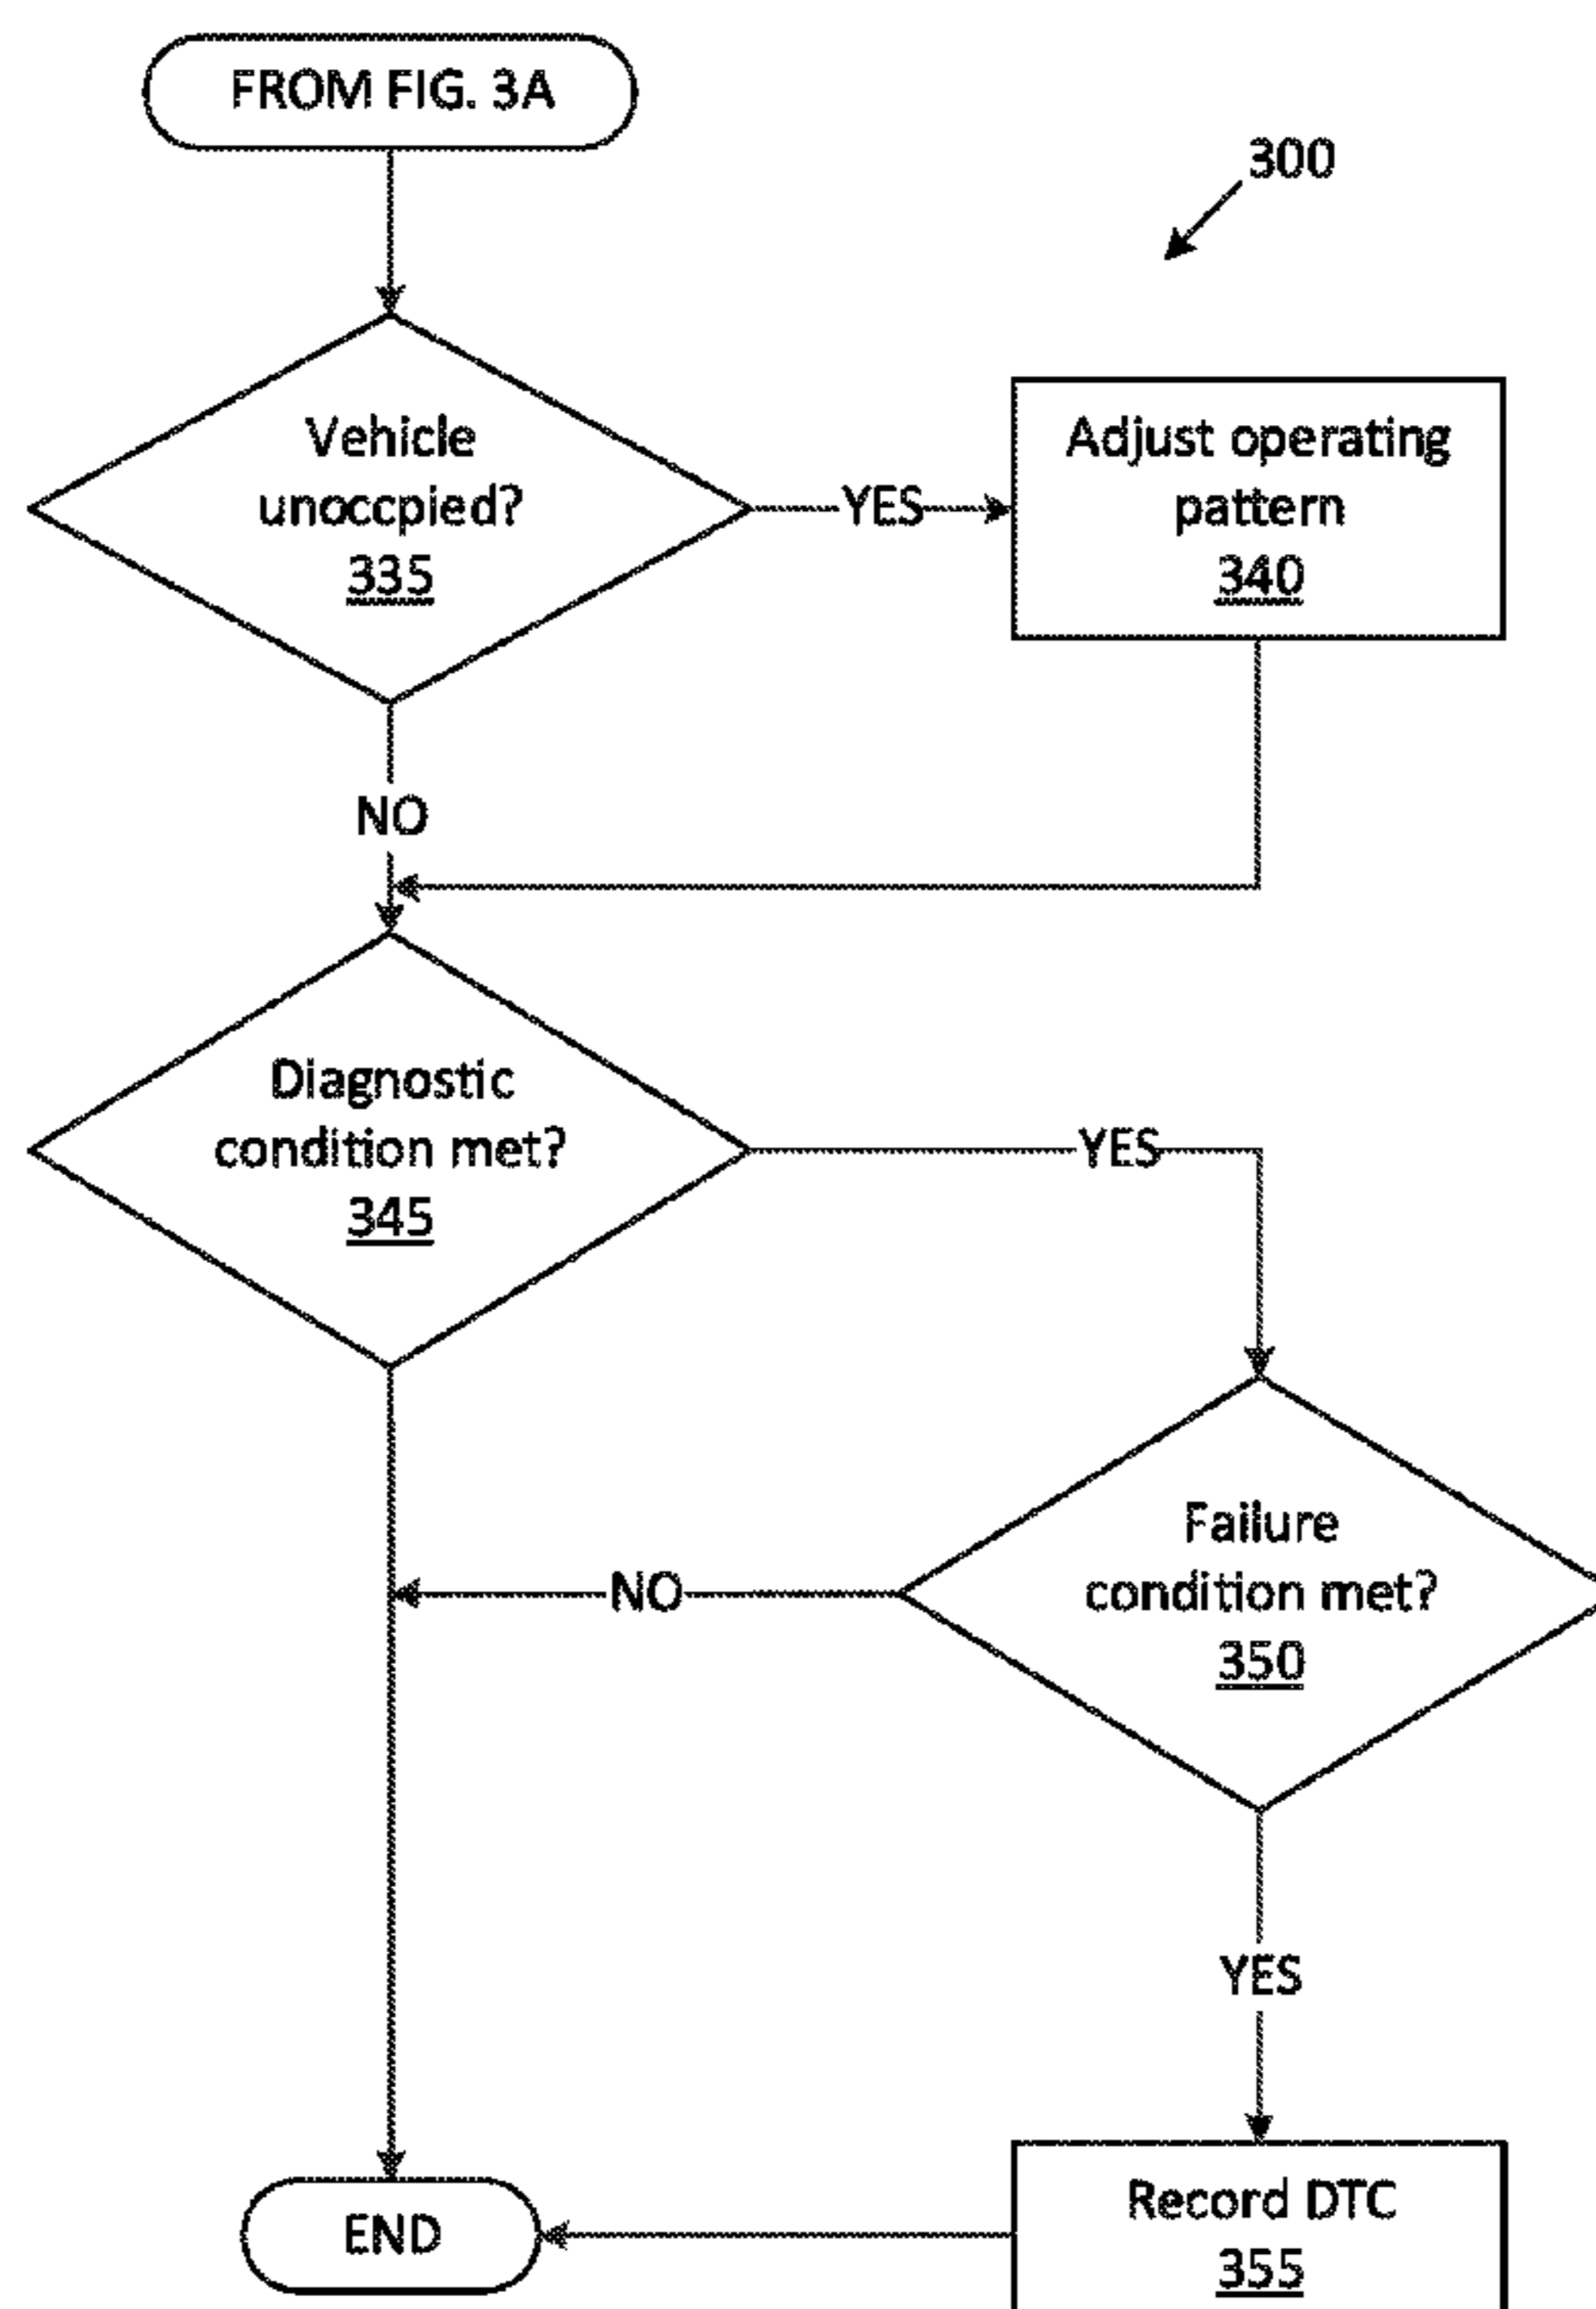 FROM FIG. 3A
300
Vehicle
unoccpied?
335
YES
Adjust operating
pattern
340
NO
Diagnostic
condition met?
345
YES
Failure
condition met?
350
NO
YES
Record DTC
355
END